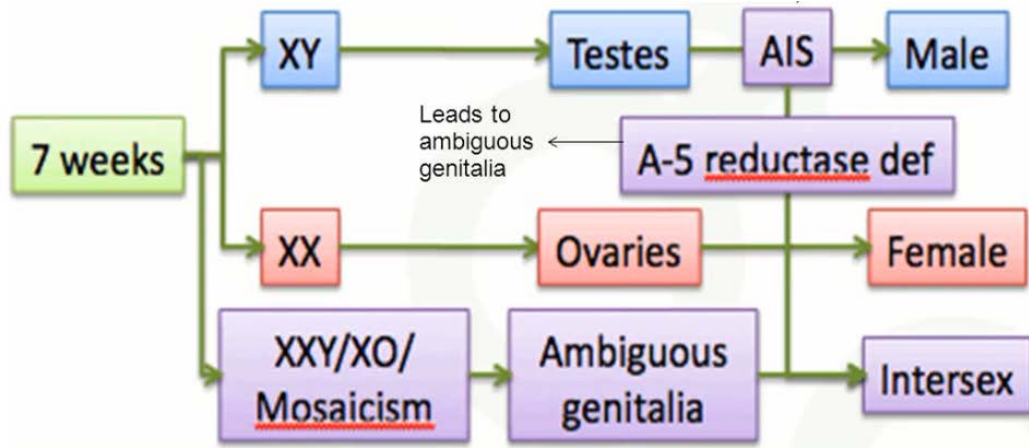 XY
Testes
AIS
Male
Leads to
ambiguous
genitalia
7 weeks
A-5 reductase def
XX
Ovaries
Female
XXY/XO/
Mosaicism
Ambiguous
genitalia
Intersex